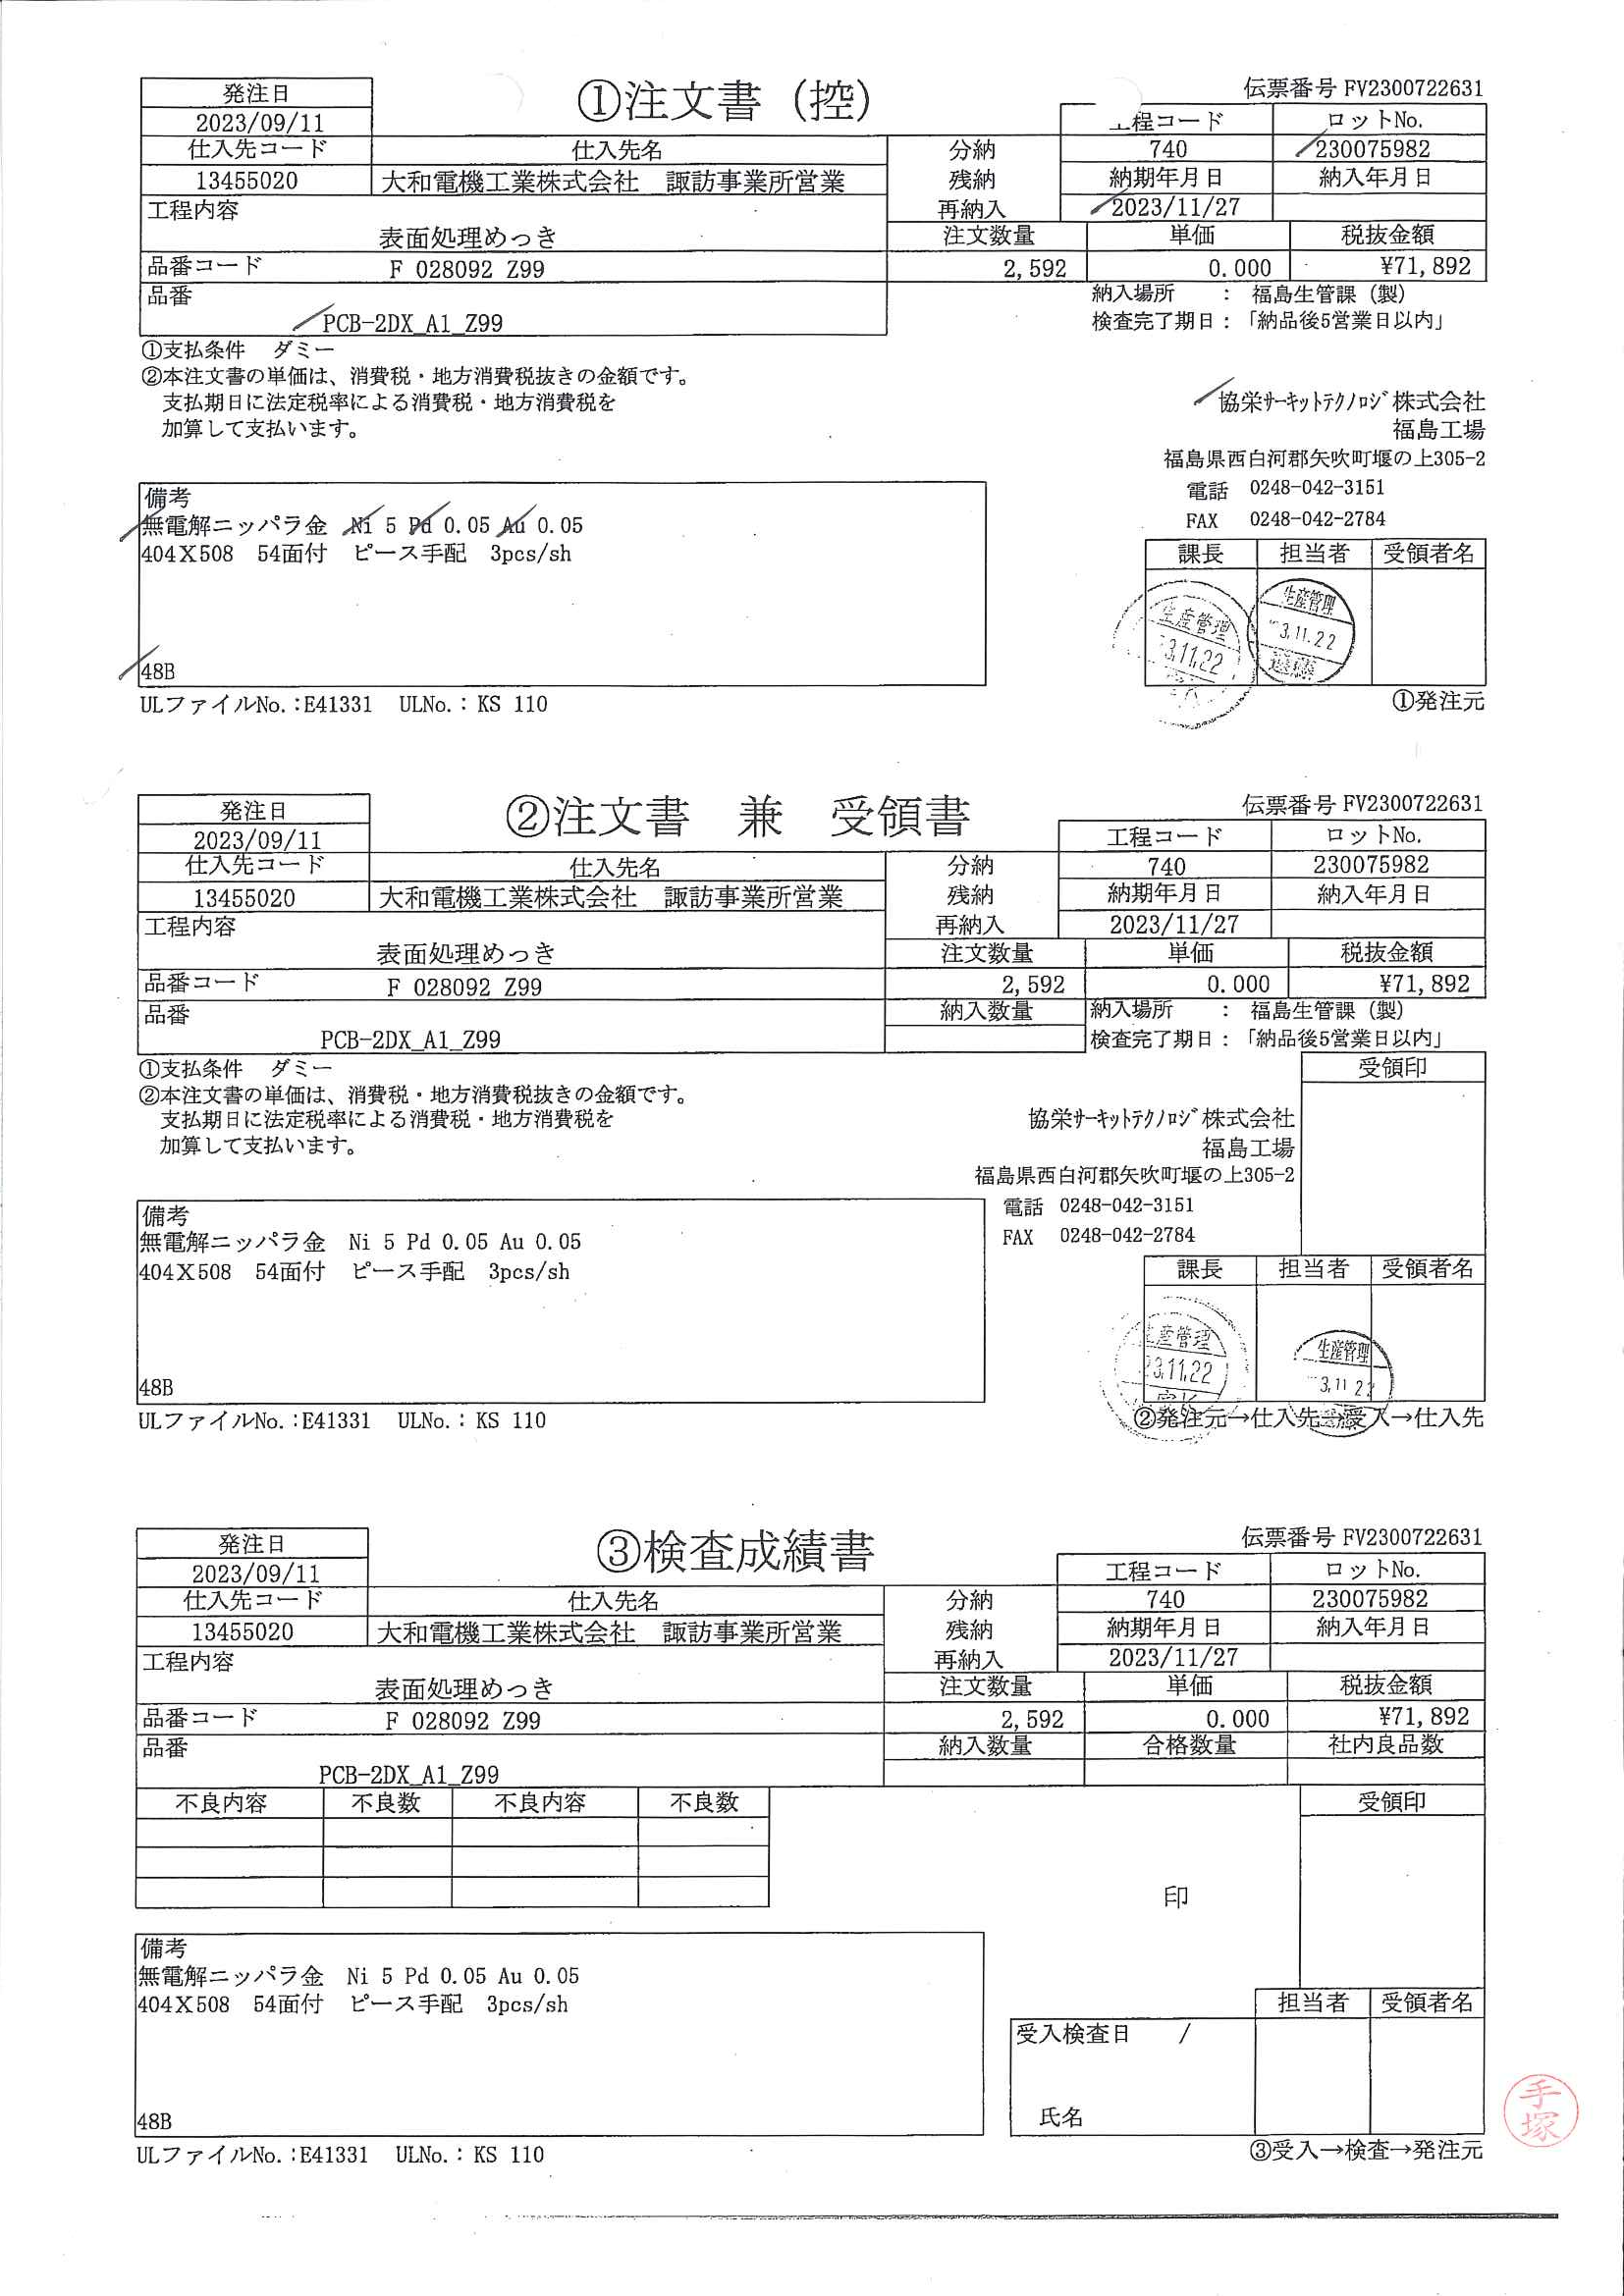 ①注文書（控）
伝票番号 FV2300722631
発注日
2023/09/11
工程コード ロットNo.
740 230075982
仕入先コード 仕入先名
13455020 大和電機工業株式会社　諏訪事業所営業
分納
残納
再納入
納期年月日 納入年月日
2023/11/27
工程内容
表面処理めっき
注文数量 単価 税抜金額
2,592 0.000 ¥71,892
品番コード F 028092 Z99
品番
PCB-2DX_A1_Z99
納入場所　：　福島生管課（製）
検査完了期日：「納品後5営業日以内」
①支払条件　ダミー
②本注文書の単価は、消費税・地方消費税抜きの金額です。
支払期日に法定税率による消費税・地方消費税を
加算して支払います。
協栄ｻｰｷｯﾄﾃｸﾉﾛｼﾞ株式会社
福島工場
福島県西白河郡矢吹町堰の上305-2
電話　0248-042-3151
FAX　0248-042-2784
備考
無電解ニッパラ金　Ni 5 Pd 0.05 Au 0.05
404X508　54面付　ピース手配　3pcs/sh
48B
課長 担当者 受領者名
生産管理
3.11.22
生産管理
3.11.22
遠藤
ULファイルNo.:E41331　ULNo.: KS 110
①発注元
②注文書　兼　受領書
伝票番号 FV2300722631
発注日
2023/09/11
工程コード ロットNo.
740 230075982
仕入先コード 仕入先名
13455020 大和電機工業株式会社　諏訪事業所営業
分納
残納
再納入
納期年月日 納入年月日
2023/11/27
工程内容
表面処理めっき
注文数量 単価 税抜金額
2,592 0.000 ¥71,892
品番コード F 028092 Z99
品番
PCB-2DX_A1_Z99
納入数量
納入場所　：　福島生管課（製）
検査完了期日：「納品後5営業日以内」
①支払条件　ダミー
②本注文書の単価は、消費税・地方消費税抜きの金額です。
支払期日に法定税率による消費税・地方消費税を
加算して支払います。
受領印
協栄ｻｰｷｯﾄﾃｸﾉﾛｼﾞ株式会社
福島工場
福島県西白河郡矢吹町堰の上305-2
電話　0248-042-3151
FAX　0248-042-2784
備考
無電解ニッパラ金　Ni 5 Pd 0.05 Au 0.05
404X508　54面付　ピース手配　3pcs/sh
48B
課長 担当者 受領者名
生産管理
3.11.22
生産管理
3.11.22
ULファイルNo.:E41331　ULNo.: KS 110
②発注元→仕入先→受入→仕入先
③検査成績書
伝票番号 FV2300722631
発注日
2023/09/11
工程コード ロットNo.
740 230075982
仕入先コード 仕入先名
13455020 大和電機工業株式会社　諏訪事業所営業
分納
残納
再納入
納期年月日 納入年月日
2023/11/27
工程内容
表面処理めっき
注文数量 単価 税抜金額
2,592 0.000 ¥71,892
品番コード F 028092 Z99
品番
PCB-2DX_A1_Z99
納入数量 合格数量 社内良品数
不良内容 不良数 不良内容 不良数
受領印
印
備考
無電解ニッパラ金　Ni 5 Pd 0.05 Au 0.05
404X508　54面付　ピース手配　3pcs/sh
48B
担当者 受領者名
受入検査日　/
氏名
手塚
ULファイルNo.:E41331　ULNo.: KS 110
③受入→検査→発注元